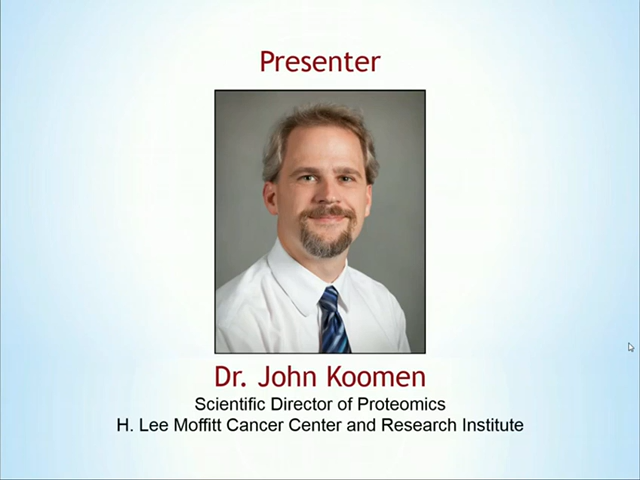 Presenter
Dr. John Koomen
Scientific Director of Proteomics
H. Lee Moffitt Cancer Center and Research Institute